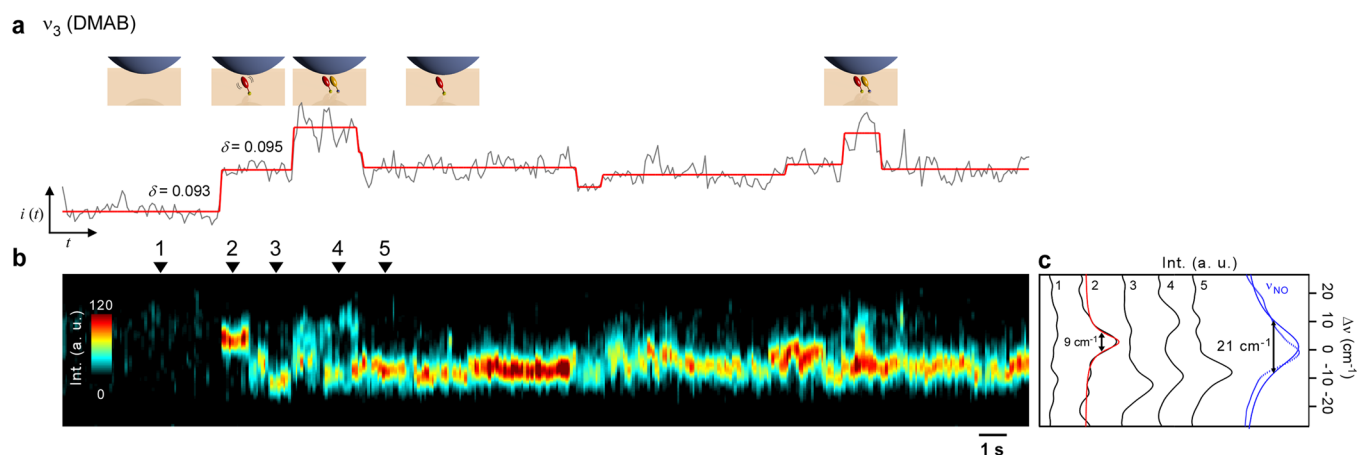 a ν3 (DMAB)
δ = 0.095
δ = 0.093
i (t)
t
1 2 3 4 5
b
c
Int. (a. u.)
120
Int. (a. u.)
0
1 2 3 4 5 νNO
9 cm-1
21 cm-1
20
10
0
-10
-20
Δν (cm-1)
1 s